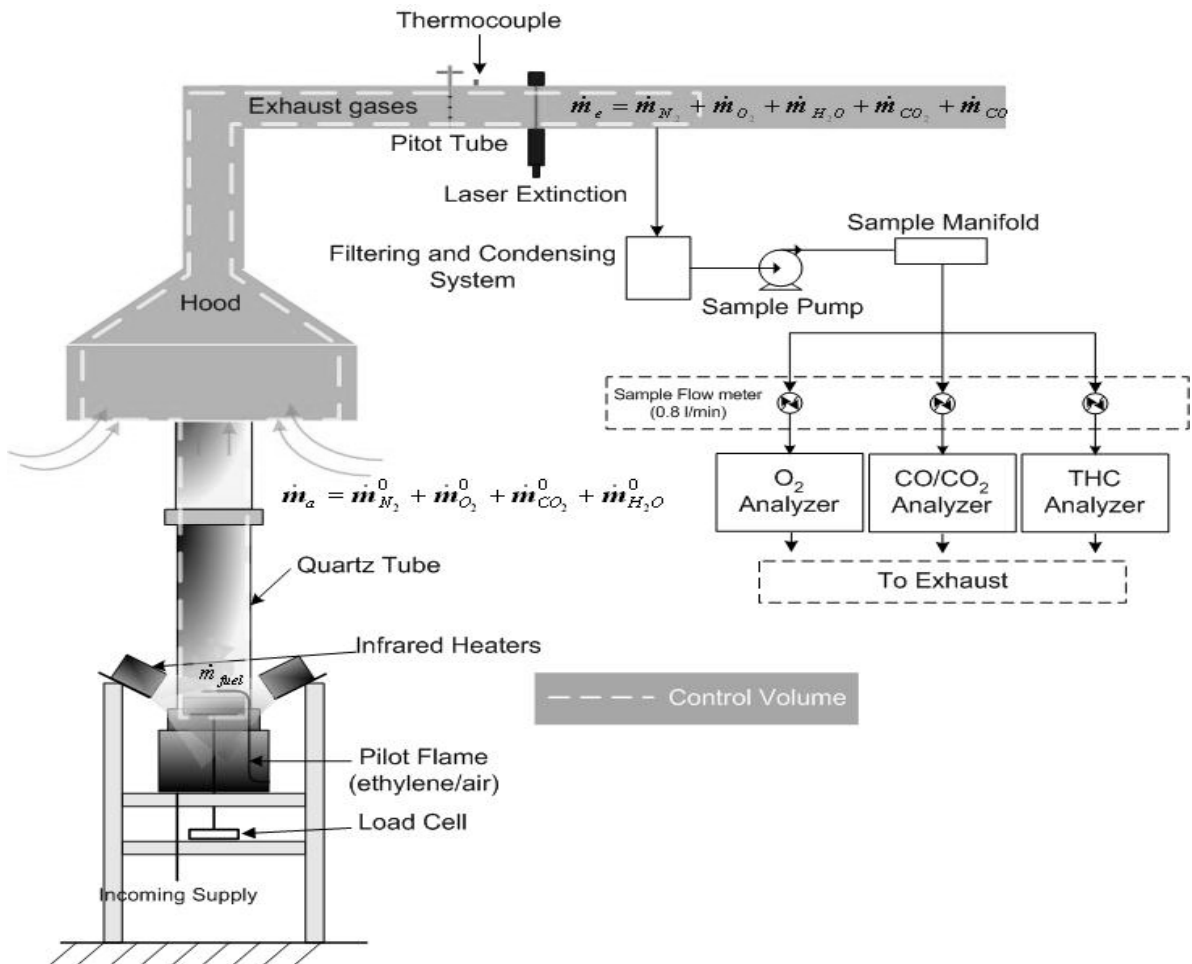 Thermocouple
Exhaust gases
ṁ_e = ṁ_N₂ + ṁ_O₂ + ṁ_H₂O + ṁ_CO₂ + ṁ_CO
Pitot Tube
Laser Extinction
Sample Manifold
Filtering and Condensing
System
Sample Pump
Hood
Sample Flow meter
(0.8 l/min)
O₂
Analyzer
CO/CO₂
Analyzer
THC
Analyzer
ṁ_a = ṁ⁰_N₂ + ṁ⁰_O₂ + ṁ⁰_CO₂ + ṁ⁰_H₂O
Quartz Tube
To Exhaust
Infrared Heaters
ṁ_fuel
Control Volume
Pilot Flame
(ethylene/air)
Load Cell
Incoming Supply